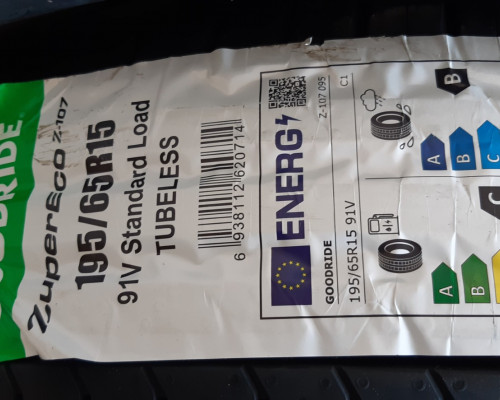 ZuperEco Z-107
195/65R15
91V Standard Load
TUBELESS
6 938112 620714
ENERG
GOODRIDE
195/65R15 91V
Z-107 095
C1
B
A
B
C
C
A
B